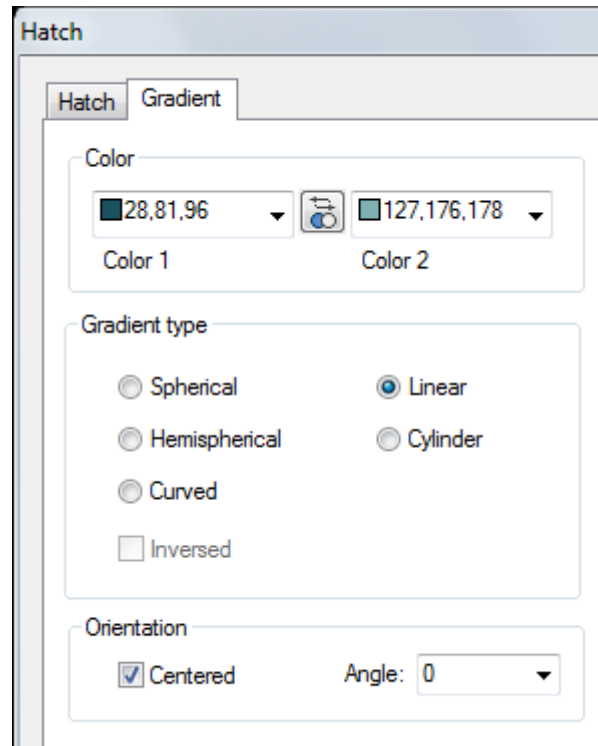 Hatch
Hatch Gradient
Color
28,81,96 127,176,178
Color 1 Color 2
Gradient type
Spherical Linear
Hemispherical Cylinder
Curved
Inversed
Orientation
Centered Angle: 0